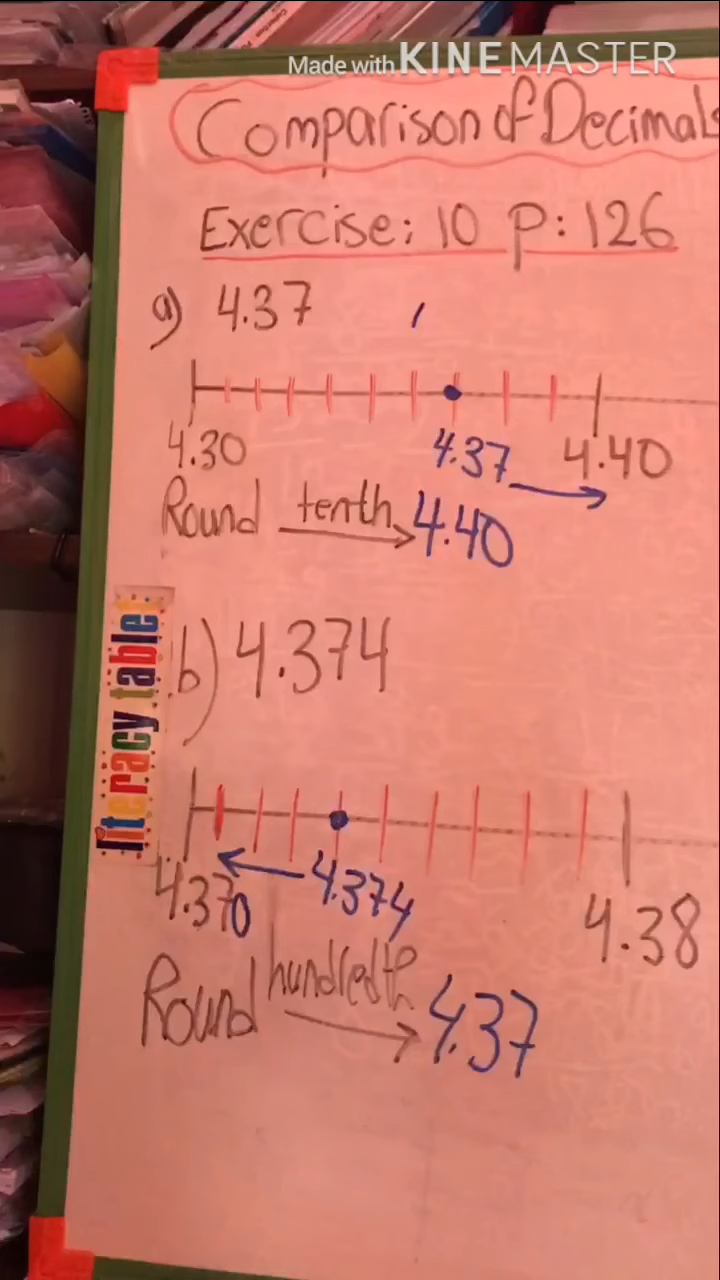 Made with KINEMASTER
Comparison of Decimals
Exercise: 10 p: 126
a) 4.37
4.30 4.37 4.40
Round tenth 4.40
literacy table
b) 4.374
4.370 4.374 4.38
Round hundredth 4.37